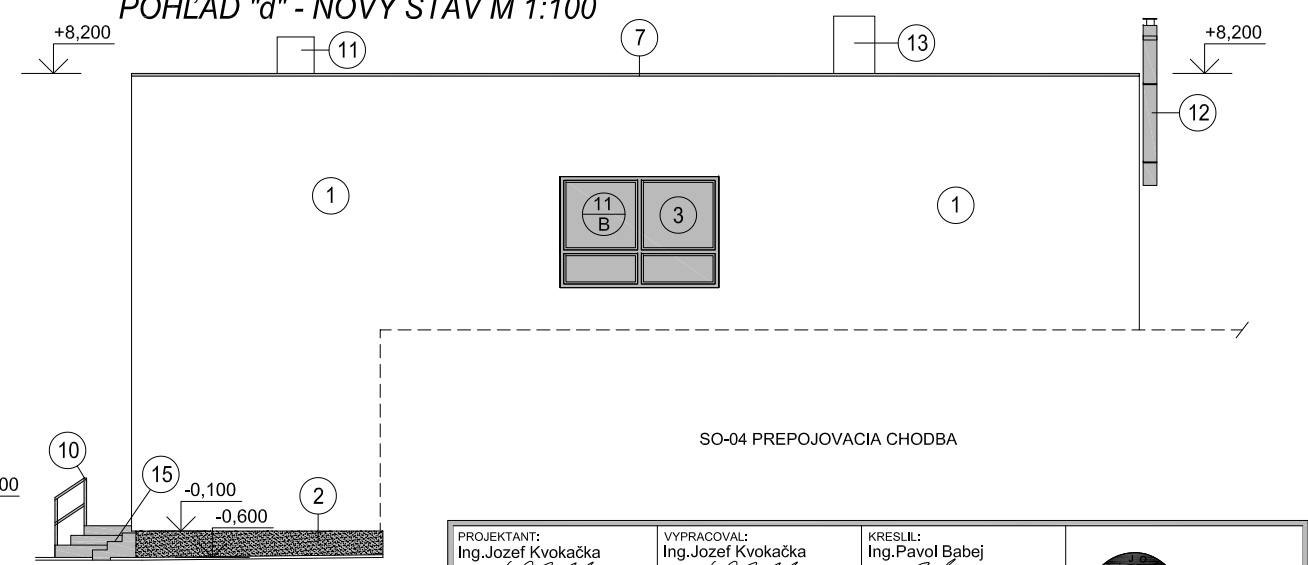 POHĽAD "d" - NOVÝ STAV M 1:100
+8,200
11
7
13
+8,200
12
1
11
B
3
1
SO-04 PREPOJOVACIA CHODBA
10
15
00
-0,100
2
-0,600
PROJEKTANT:
Ing.Jozef Kvokačka
VYPRACOVAL:
Ing.Jozef Kvokačka
KRESLIL:
Ing.Pavol Babej